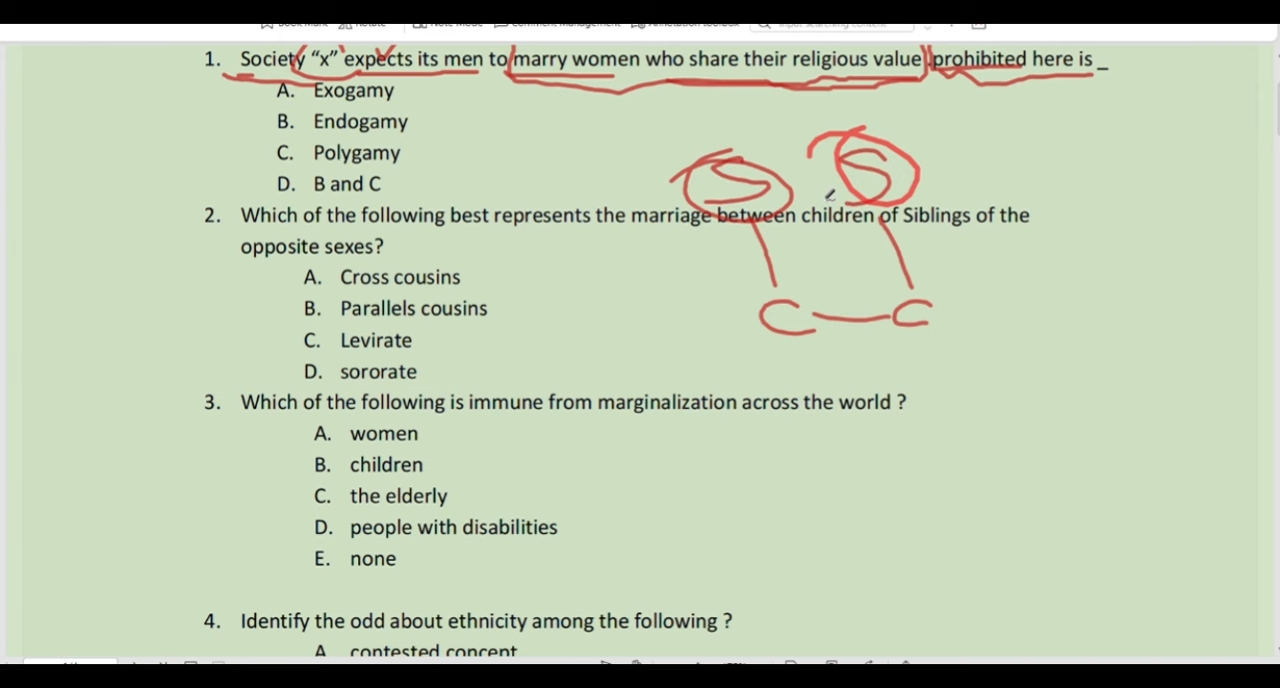 1. Society “x” expects its men to marry women who share their religious value, prohibited here is _
A. Exogamy
B. Endogamy
C. Polygamy
D. B and C
S S
2. Which of the following best represents the marriage between children of Siblings of the
opposite sexes?
A. Cross cousins
B. Parallels cousins
C — C
C. Levirate
D. sororate
3. Which of the following is immune from marginalization across the world ?
A. women
B. children
C. the elderly
D. people with disabilities
E. none
4. Identify the odd about ethnicity among the following ?
A contested concept